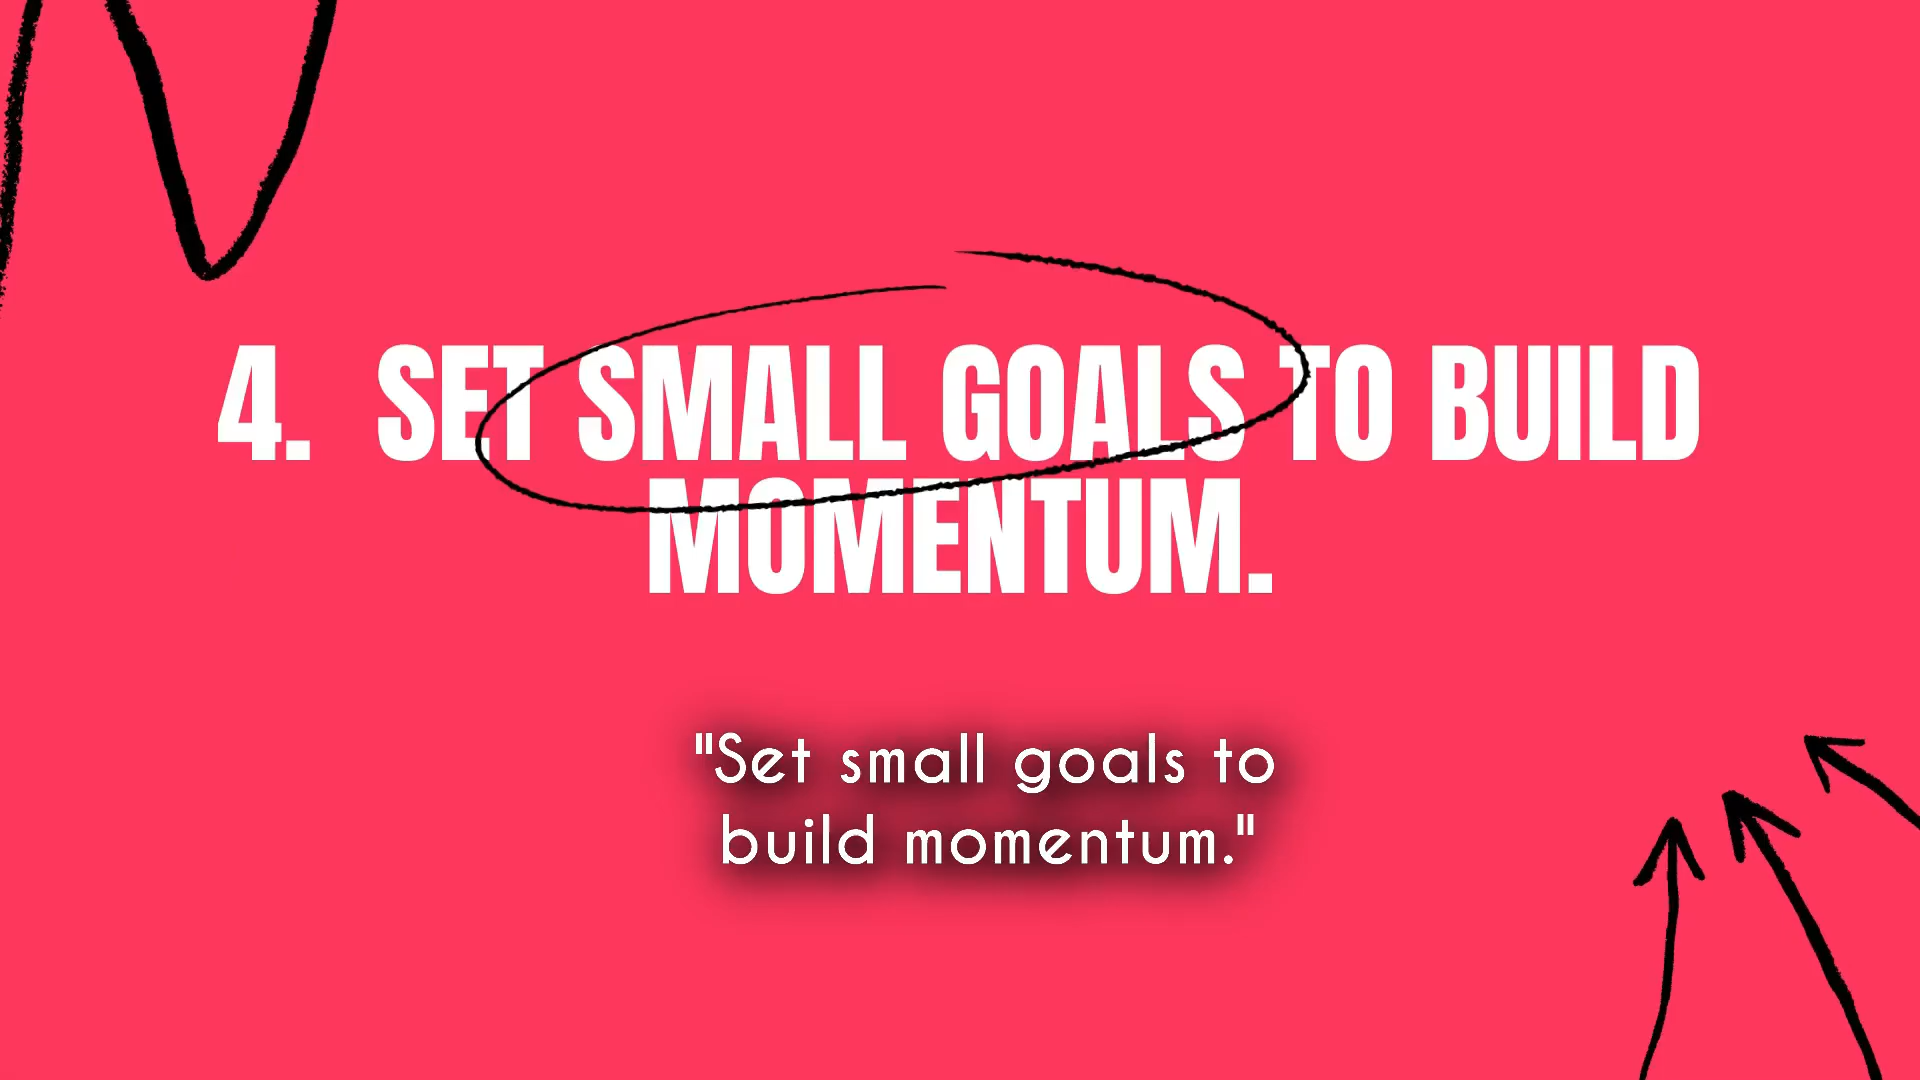 4. SET SMALL GOALS TO BUILD
MOMENTUM.
"Set small goals to
build momentum."